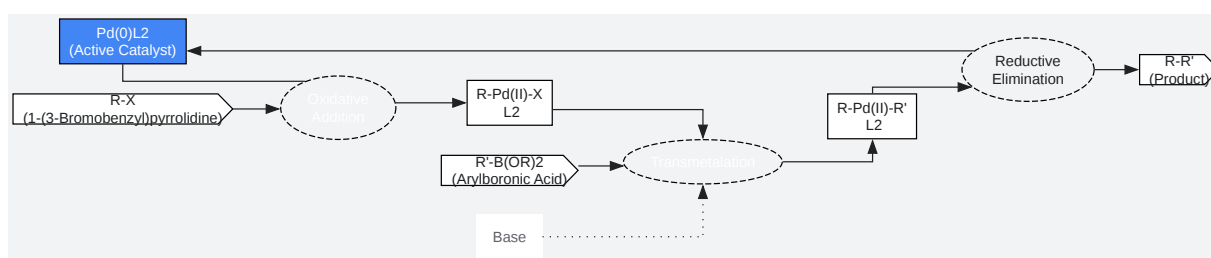 Pd(0)L2
(Active Catalyst)
R-X
(1-(3-Bromobenzyl)pyrrolidine)
Oxidative
Addition
R-Pd(II)-X
L2
R'-B(OR)2
(Arylboronic Acid)
Transmetalation
Base
R-Pd(II)-R'
L2
Reductive
Elimination
R-R'
(Product)